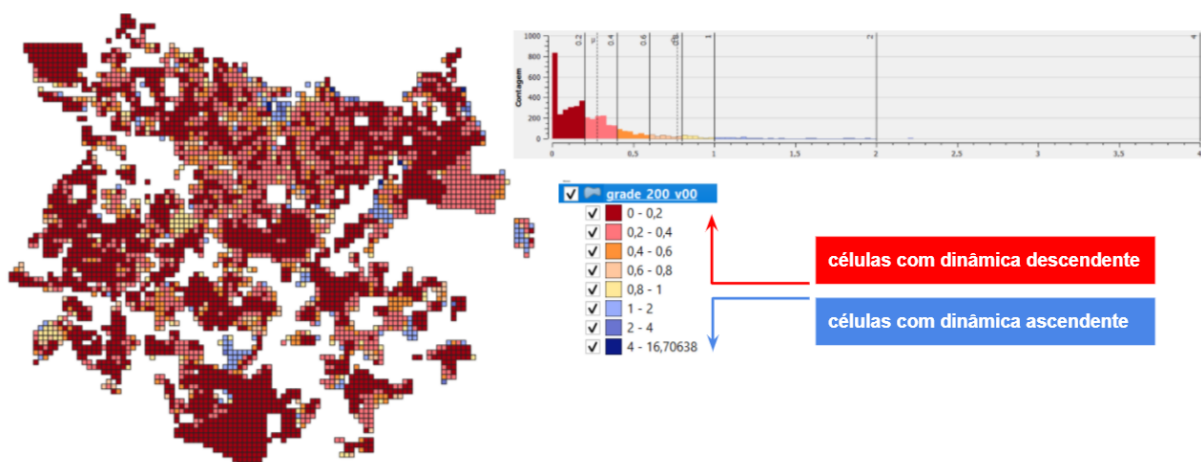 1000
800
600
400
200
0
Contagem
0.2
0.4
0.6
1
2
4
0
0,5
1
1,5
2
2,5
3
3,5
4
grade_200_v00
0 - 0,2
0,2 - 0,4
0,4 - 0,6
0,6 - 0,8
0,8 - 1
1 - 2
2 - 4
4 - 16,70638
células com dinâmica descendente
células com dinâmica ascendente